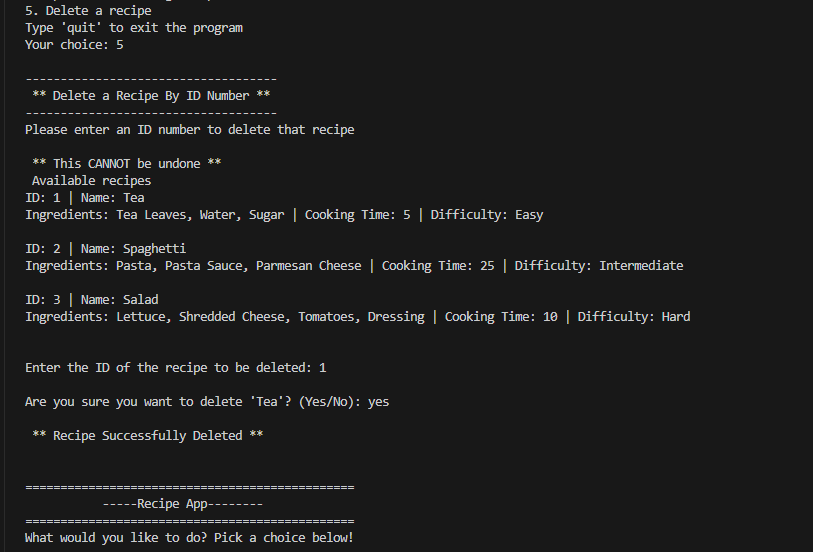 5. Delete a recipe
Type 'quit' to exit the program
Your choice: 5
------------------------------------
** Delete a Recipe By ID Number **
------------------------------------
Please enter an ID number to delete that recipe
** This CANNOT be undone **
Available recipes
ID: 1 | Name: Tea
Ingredients: Tea Leaves, Water, Sugar | Cooking Time: 5 | Difficulty: Easy
ID: 2 | Name: Spaghetti
Ingredients: Pasta, Pasta Sauce, Parmesan Cheese | Cooking Time: 25 | Difficulty: Intermediate
ID: 3 | Name: Salad
Ingredients: Lettuce, Shredded Cheese, Tomatoes, Dressing | Cooking Time: 10 | Difficulty: Hard
Enter the ID of the recipe to be deleted: 1
Are you sure you want to delete 'Tea'? (Yes/No): yes
** Recipe Successfully Deleted **
===============================================
-----Recipe App--------
===============================================
What would you like to do? Pick a choice below!